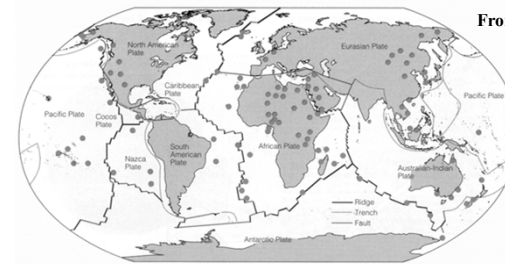 Fro
North American
Plate
Eurasian Plate
Caribbean
Plate
Pacific Plate
Cocos
Plate
Pacific Plate
African Plate
South
American
Plate
Nazca
Plate
Australian-Indian
Plate
Ridge
Trench
Fault
Antarctic Plate